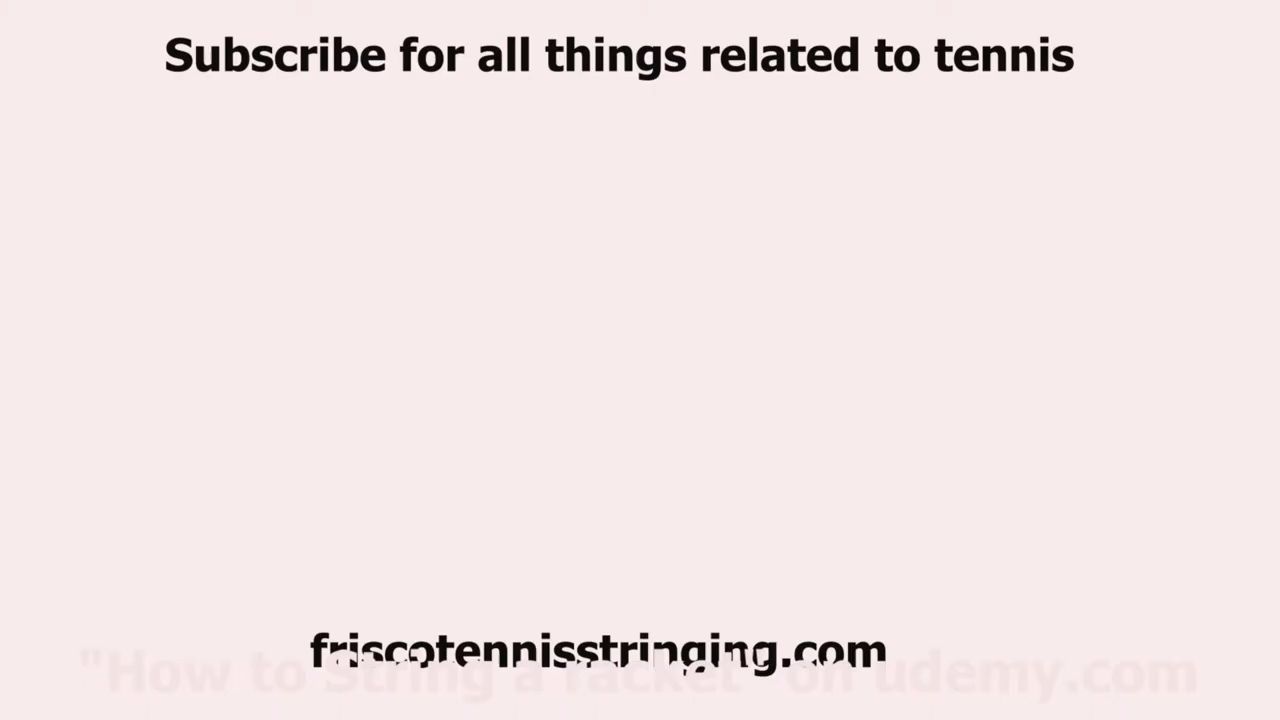 Subscribe for all things related to tennis
friscotennisstringing.com
"How to String a racket" on udemy.com